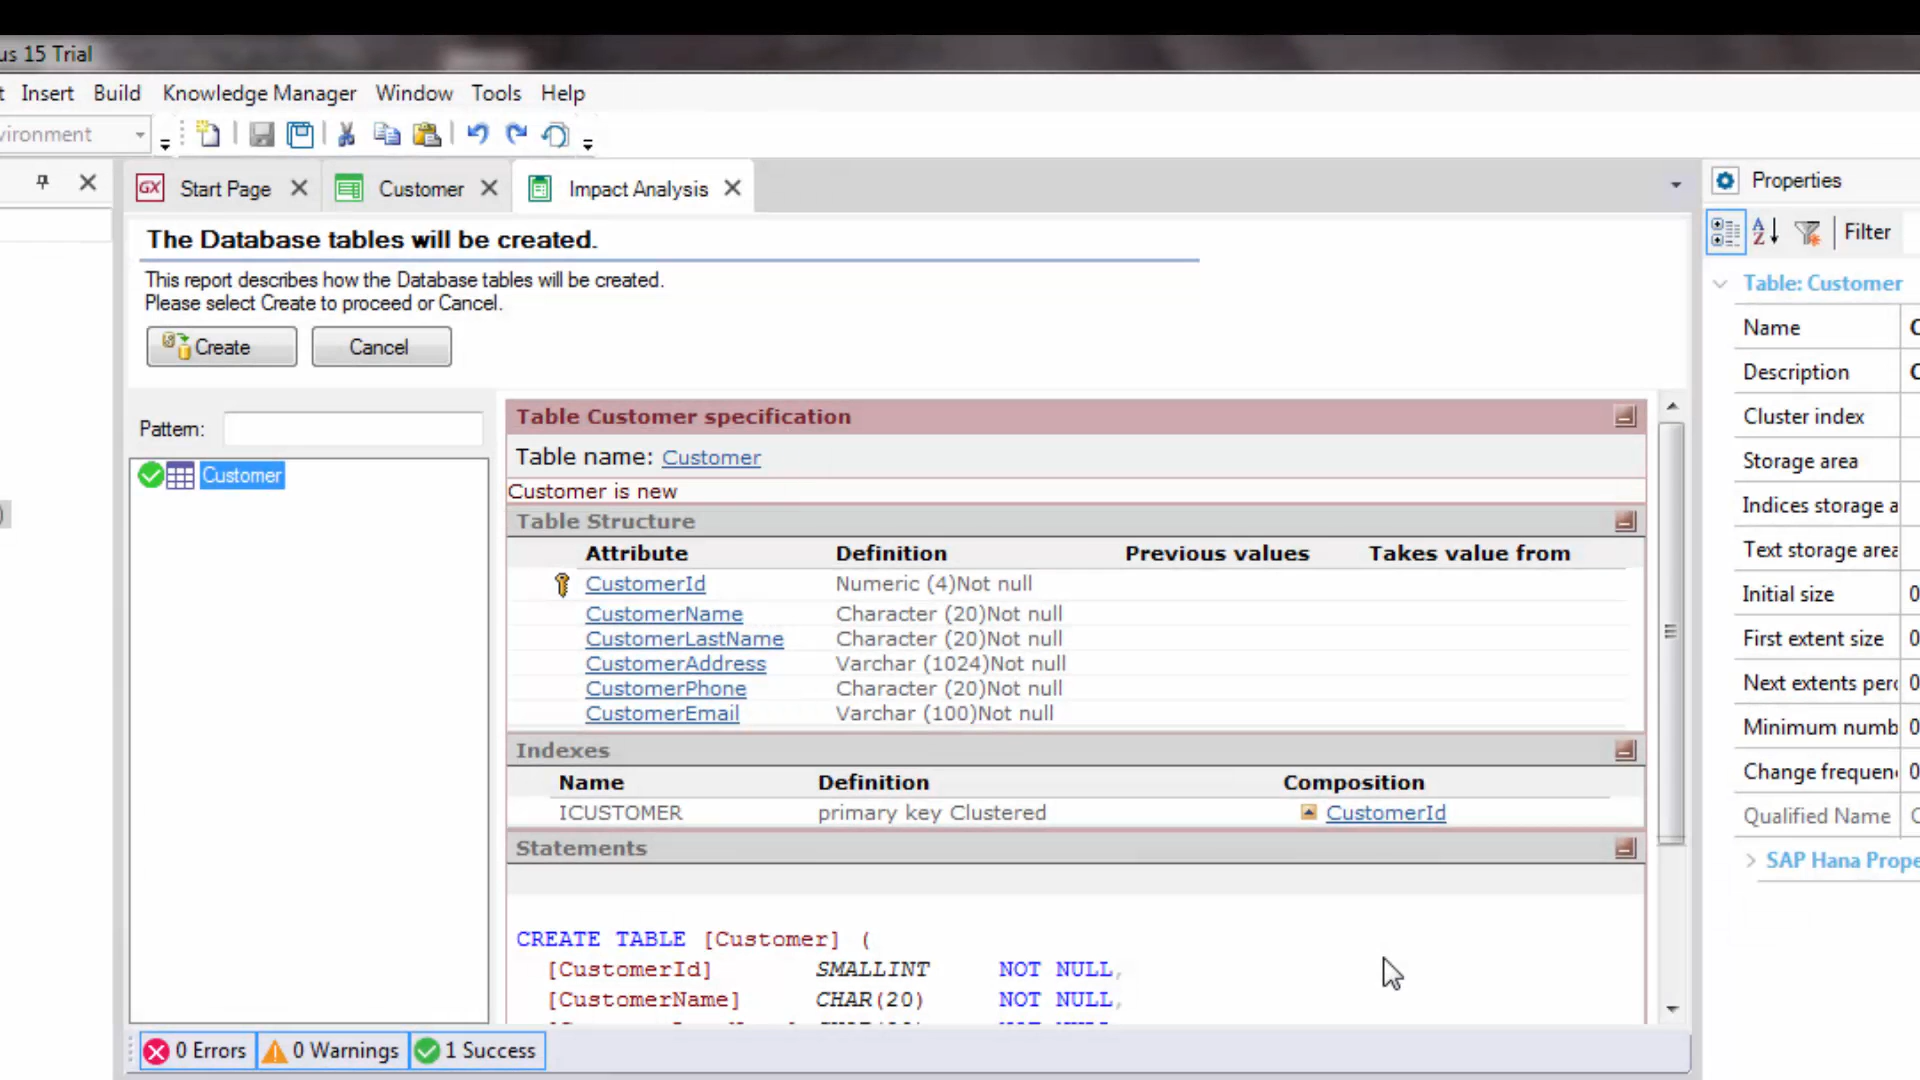 us 15 Trial
Insert Build Knowledge Manager Window Tools Help
vironment
GX Start Page Customer Impact Analysis
The Database tables will be created.
This report describes how the Database tables will be created.
Please select Create to proceed or Cancel.
Create Cancel
Pattern:
Customer
Table Customer specification
Table name: Customer
Customer is new
Table Structure
Attribute Definition Previous values Takes value from
CustomerId Numeric (4)Not null
CustomerName Character (20)Not null
CustomerLastName Character (20)Not null
CustomerAddress Varchar (1024)Not null
CustomerPhone Character (20)Not null
CustomerEmail Varchar (100)Not null
Indexes
Name Definition Composition
ICUSTOMER primary key Clustered CustomerId
Statements
CREATE TABLE [Customer] (
[CustomerId] SMALLINT NOT NULL,
[CustomerName] CHAR(20) NOT NULL,
0 Errors 0 Warnings 1 Success
Properties
Filter
Table: Customer
Name
Description
Cluster index
Storage area
Indices storage a
Text storage area
Initial size 0
First extent size 0
Next extents perc 0
Minimum numb 0
Change frequen 0
Qualified Name
SAP Hana Prope